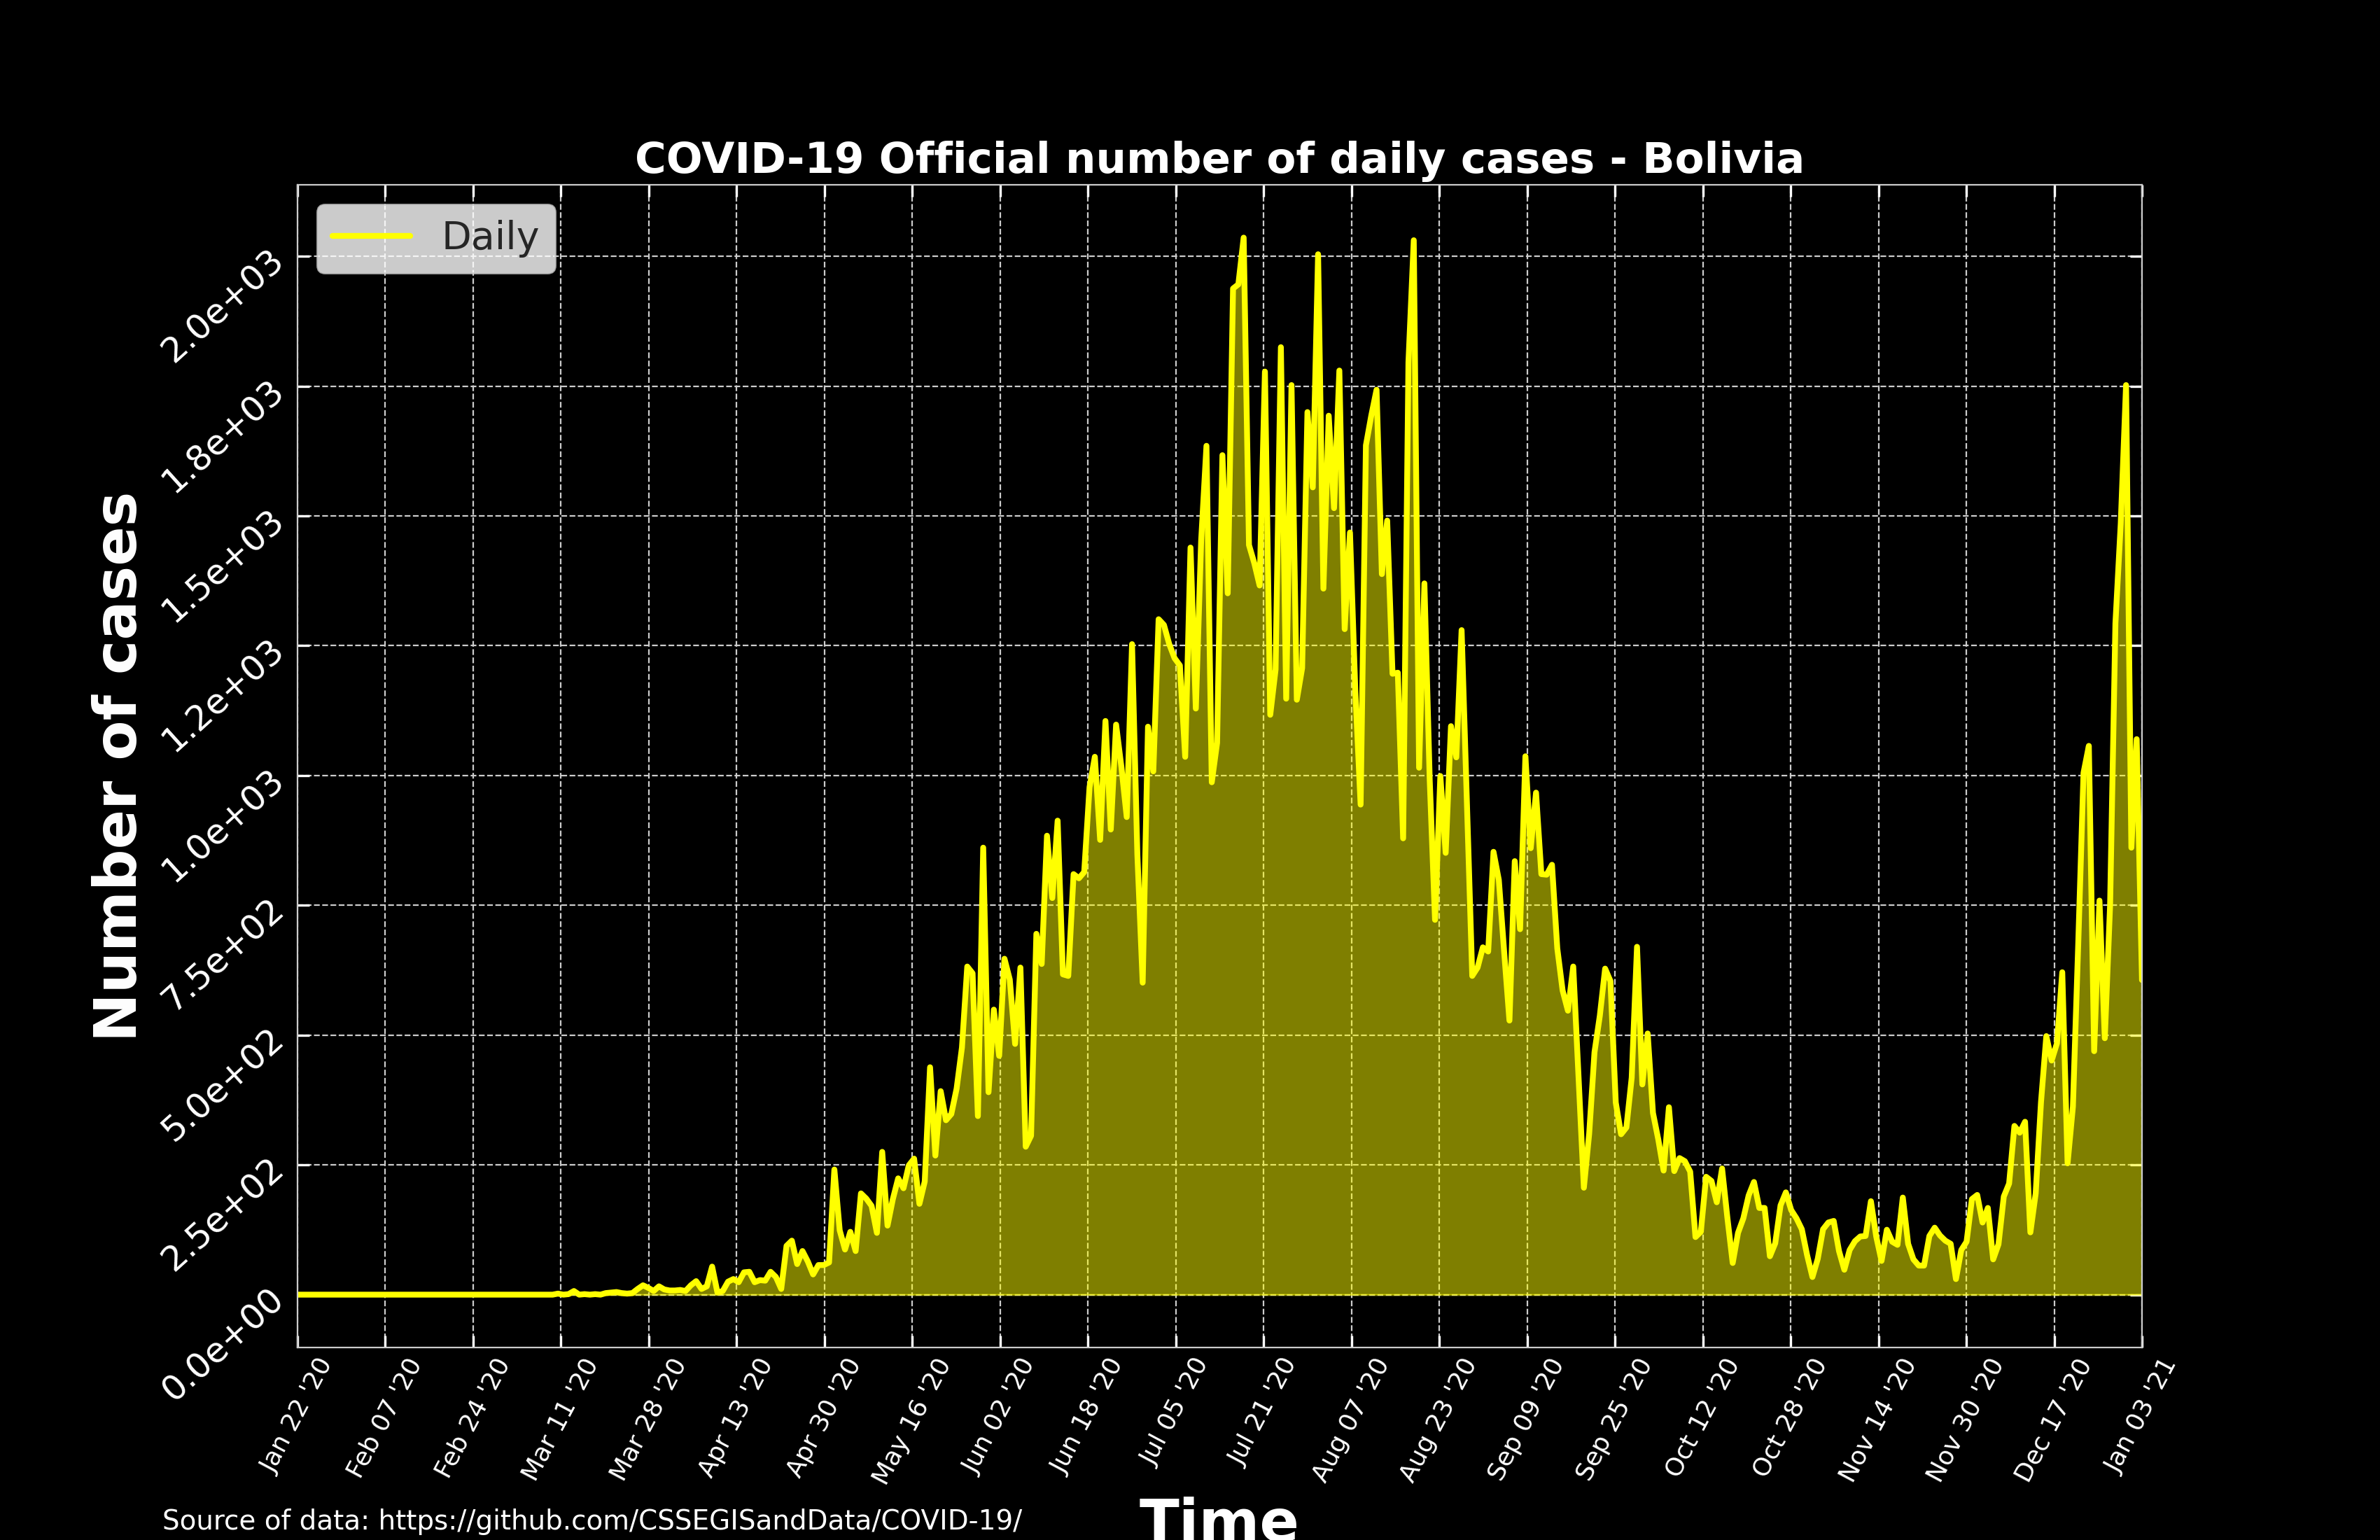 COVID-19 Official number of daily cases - Bolivia
Daily
Number of cases
2.0e+03
1.8e+03
1.5e+03
1.2e+03
1.0e+03
7.5e+02
5.0e+02
2.5e+02
0.0e+00
Jan 22 '20
Feb 07 '20
Feb 24 '20
Mar 11 '20
Mar 28 '20
Apr 13 '20
Apr 30 '20
May 16 '20
Jun 02 '20
Jun 18 '20
Jul 05 '20
Jul 21 '20
Aug 07 '20
Aug 23 '20
Sep 09 '20
Sep 25 '20
Oct 12 '20
Oct 28 '20
Nov 14 '20
Nov 30 '20
Dec 17 '20
Jan 03 '21
Time
Source of data: https://github.com/CSSEGISandData/COVID-19/